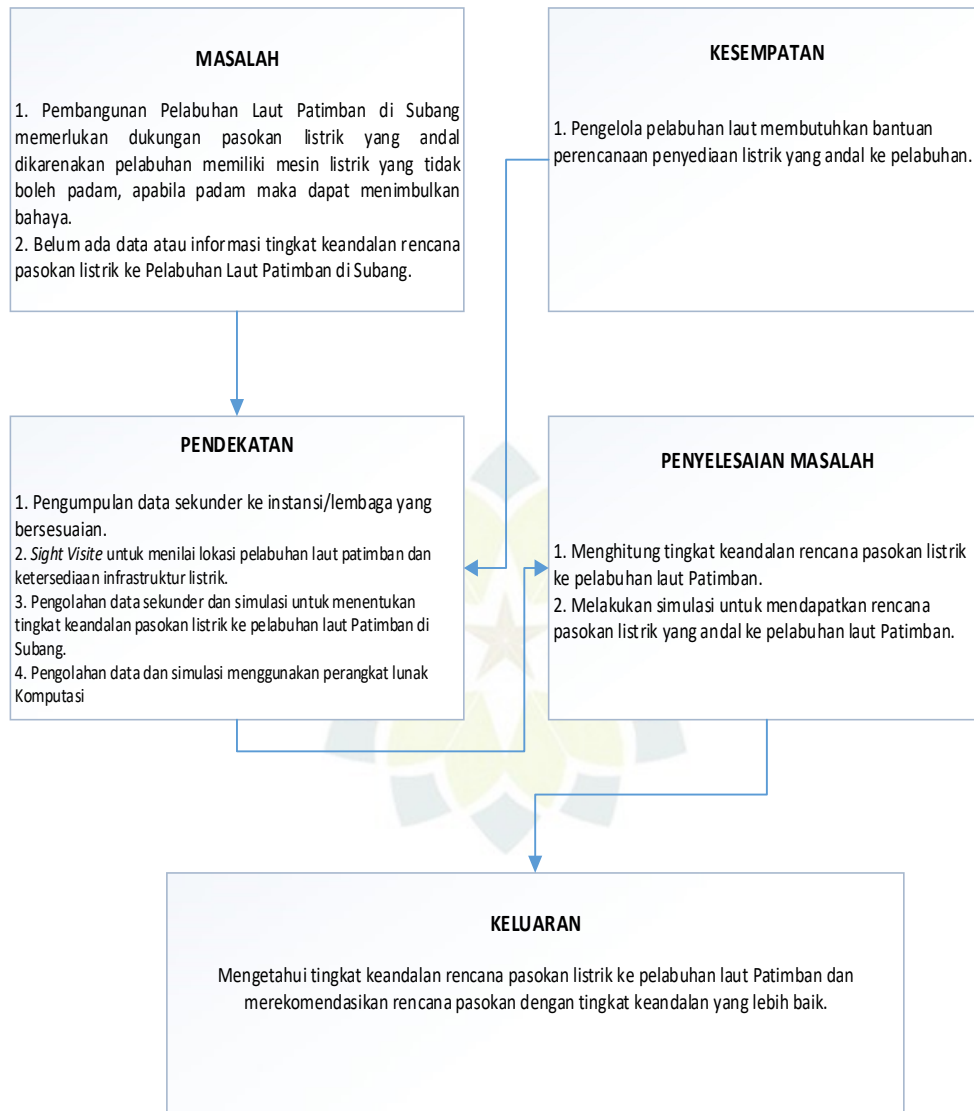 MASALAH
1. Pembangunan Pelabuhan Laut Patimban di Subang
memerlukan dukungan pasokan listrik yang andal
dikarenakan pelabuhan memiliki mesin listrik yang tidak
boleh padam, apabila padam maka dapat menimbulkan
bahaya.
2. Belum ada data atau informasi tingkat keandalan rencana
pasokan listrik ke Pelabuhan Laut Patimban di Subang.
KESEMPATAN
1. Pengelola pelabuhan laut membutuhkan bantuan
perencanaan penyediaan listrik yang andal ke pelabuhan.
PENDEKATAN
1. Pengumpulan data sekunder ke instansi/lembaga yang
bersesuaian.
2. Sight Visite untuk menilai lokasi pelabuhan laut patimban dan
ketersediaan infrastruktur listrik.
3. Pengolahan data sekunder dan simulasi untuk menentukan
tingkat keandalan pasokan listrik ke pelabuhan laut Patimban di
Subang.
4. Pengolahan data dan simulasi menggunakan perangkat lunak
Komputasi
PENYELESAIAN MASALAH
1. Menghitung tingkat keandalan rencana pasokan listrik
ke pelabuhan laut Patimban.
2. Melakukan simulasi untuk mendapatkan rencana
pasokan listrik yang andal ke pelabuhan laut Patimban.
KELUARAN
Mengetahui tingkat keandalan rencana pasokan listrik ke pelabuhan laut Patimban dan
merekomendasikan rencana pasokan dengan tingkat keandalan yang lebih baik.